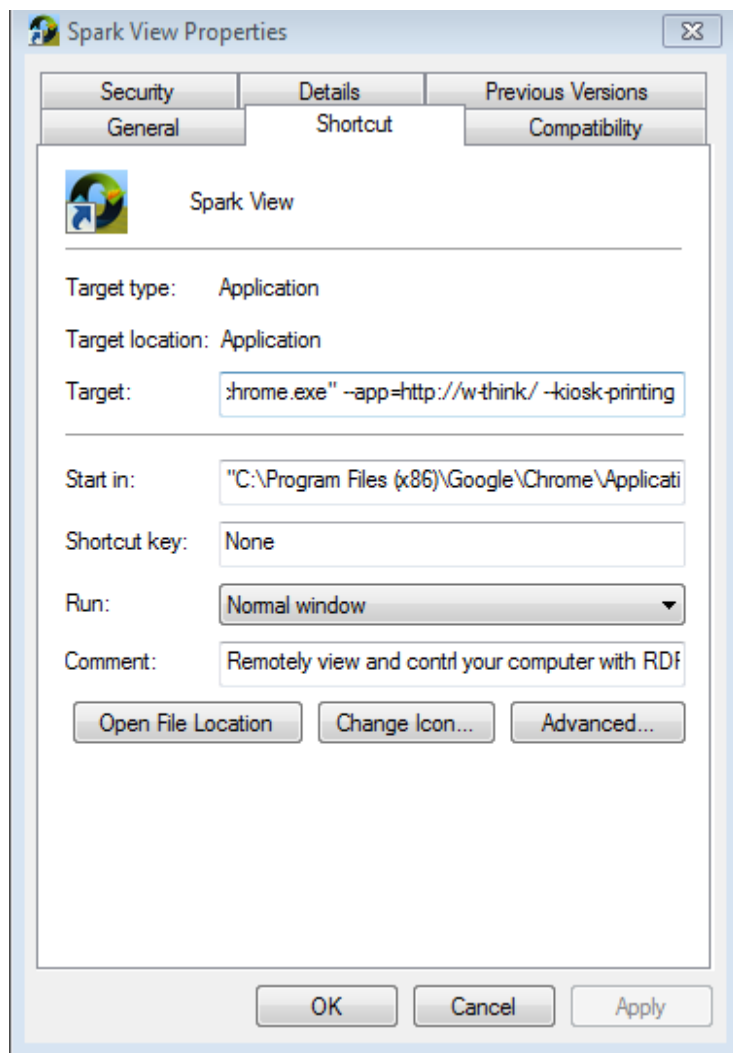 Spark View Properties
Security Details Previous Versions
General Shortcut Compatibility
Spark View
Target type: Application
Target location: Application
Target: :hrome.exe" --app=http://w-think/ --kiosk-printing
Start in: "C:\Program Files (x86)\Google\Chrome\Applicati
Shortcut key: None
Run: Normal window
Comment: Remotely view and contrl your computer with RDF
Open File Location Change Icon... Advanced...
OK Cancel Apply